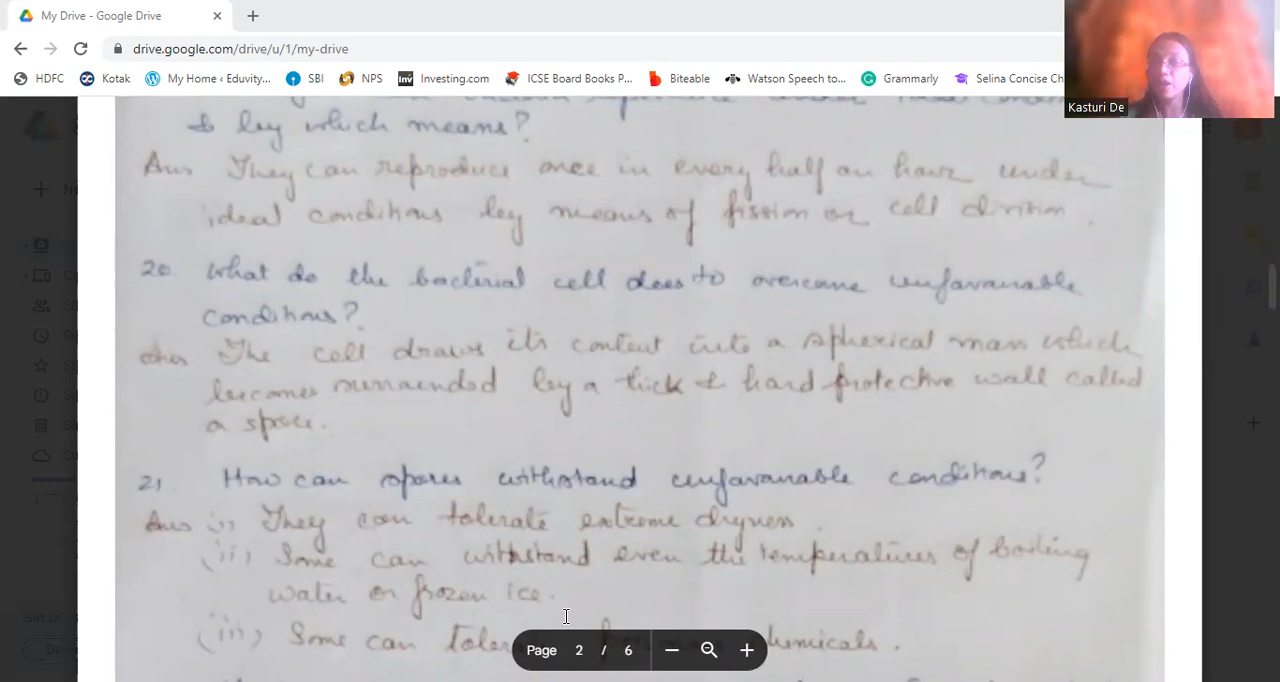 My Drive - Google Drive
drive.google.com/drive/u/1/my-drive
HDFC Kotak My Home ‹ Eduvity... SBI NPS Investing.com ICSE Board Books P... Biteable Watson Speech to... Grammarly Selina Concise Ch
Kasturi De
& by which means?
Ans They can reproduce once in every half an hour under
ideal conditions by means of fission or cell division.
20. What do the bacterial cell does to overcome unfavourable
conditions?
Ans The cell draws its content into a spherical mass which
becomes surrounded by a thick & hard protective wall called
a spore.
21. How can spores withstand unfavourable conditions?
Ans (i) They can tolerate extreme dryness.
(ii) Some can withstand even the temperatures of boiling
water or frozen ice.
(iii) Some can chemicals.
Page 2 / 6